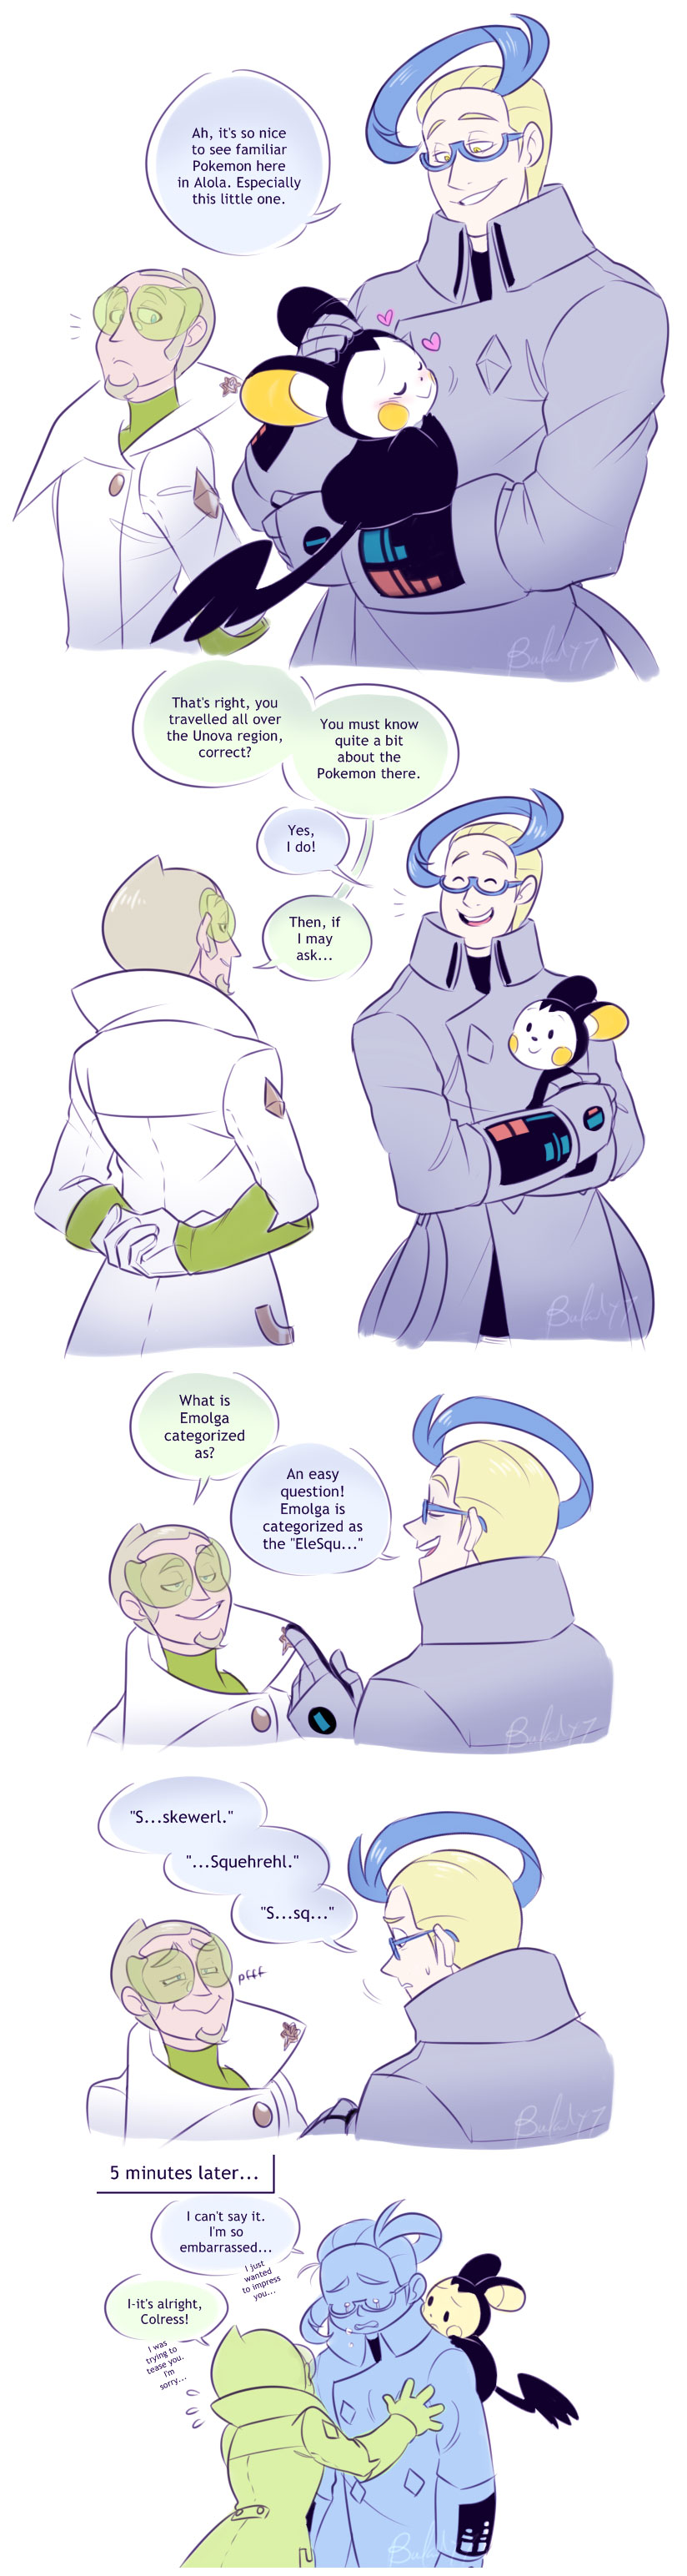 Ah, it's so nice
to see familiar
Pokemon here
in Alola. Especially
this little one.
That's right, you
travelled all over
the Unova region,
correct?
You must know
quite a bit
about the
Pokemon there.
Yes,
I do!
Then, if
I may
ask...
What is
Emolga
categorized
as?
An easy
question!
Emolga is
categorized as
the "EleSqu..."
"S...skewerl."
"...Squehrehl."
"S...sq..."
pfff
5 minutes later...
I can't say it.
I'm so
embarrassed...
I just
wanted
to impress
you...
I-it's alright,
Colress!
I was
trying to
tease you.
I'm
sorry...